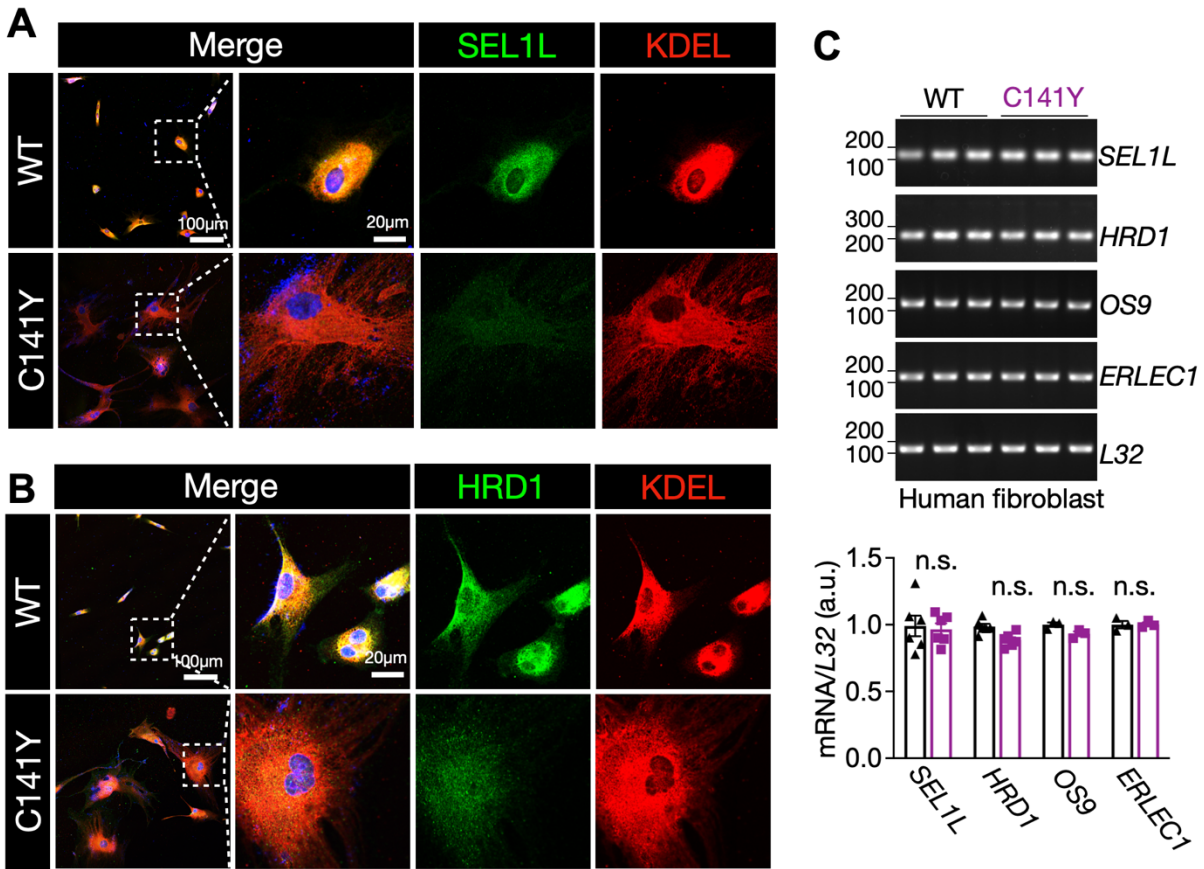 A
Merge
SEL1L
KDEL
WT
100µm
20µm
C141Y
B
Merge
HRD1
KDEL
WT
100µm
20µm
C141Y
C
WT C141Y
200
100
SEL1L
300
200
HRD1
200
100
OS9
200
100
ERLEC1
200
100
L32
Human fibroblast
mRNA/L32 (a.u.)
1.5
1.0
0.5
0.0
n.s.
n.s.
n.s.
n.s.
SEL1L
HRD1
OS9
ERLEC1